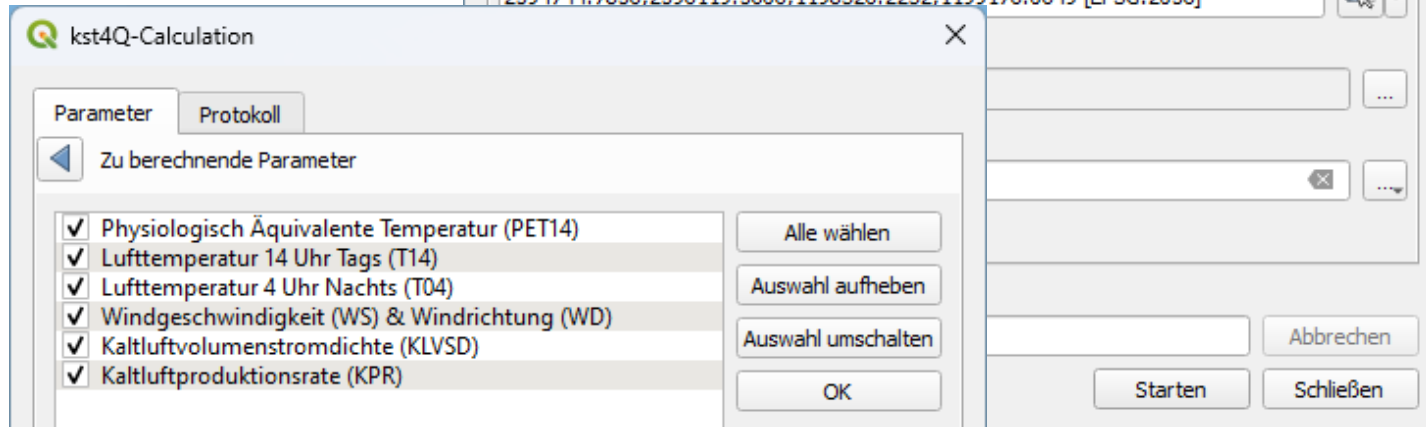 kst4Q-Calculation
Parameter
Protokoll
Zu berechnende Parameter
Physiologisch Äquivalente Temperatur (PET14)
Lufttemperatur 14 Uhr Tags (T14)
Lufttemperatur 4 Uhr Nachts (T04)
Windgeschwindigkeit (WS) & Windrichtung (WD)
Kaltluftvolumenstromdichte (KLVSD)
Kaltluftproduktionsrate (KPR)
Alle wählen
Auswahl aufheben
Auswahl umschalten
OK
...
...
Abbrechen
Starten
Schließen